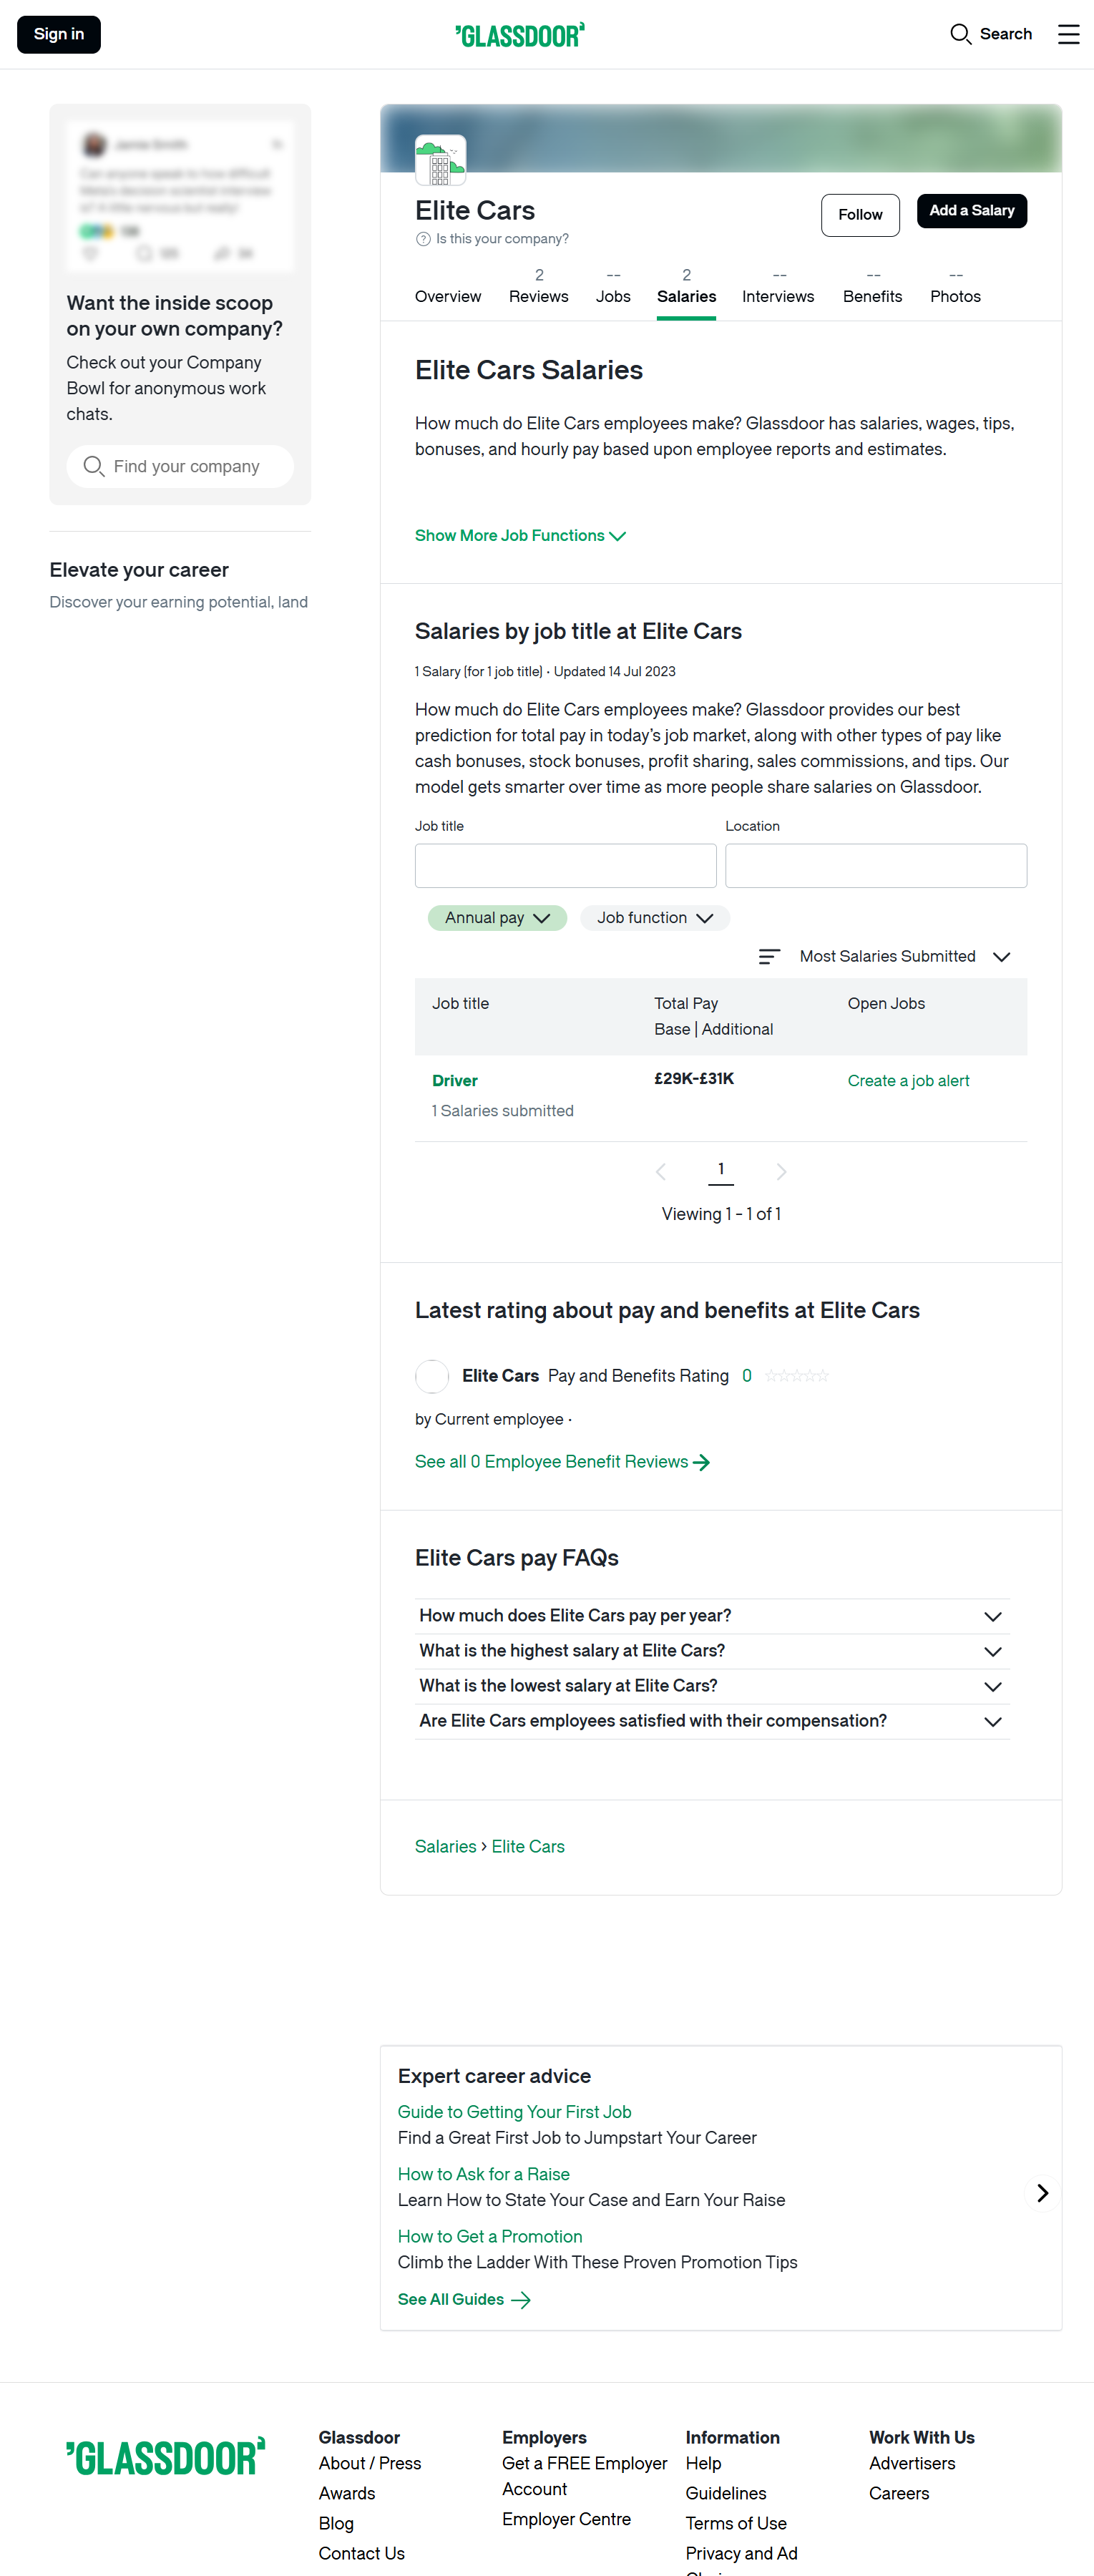 Sign in
GLASSDOOR
Search
Want the inside scoop
on your own company?
Check out your Company
Bowl for anonymous work
chats.
Find your company
Elevate your career
Discover your earning potential, land
Elite Cars
Is this your company?
Follow
Add a Salary
Overview
2
Reviews
--
Jobs
2
Salaries
--
Interviews
--
Benefits
--
Photos
Elite Cars Salaries
How much do Elite Cars employees make? Glassdoor has salaries, wages, tips,
bonuses, and hourly pay based upon employee reports and estimates.
Show More Job Functions
Salaries by job title at Elite Cars
1 Salary (for 1 job title) • Updated 14 Jul 2023
How much do Elite Cars employees make? Glassdoor provides our best
prediction for total pay in today’s job market, along with other types of pay like
cash bonuses, stock bonuses, profit sharing, sales commissions, and tips. Our
model gets smarter over time as more people share salaries on Glassdoor.
Job title
Location
Annual pay
Job function
Most Salaries Submitted
Job title
Total Pay
Base | Additional
Open Jobs
Driver
1 Salaries submitted
£29K-£31K
Create a job alert
1
Viewing 1 - 1 of 1
Latest rating about pay and benefits at Elite Cars
Elite Cars Pay and Benefits Rating 0
by Current employee •
See all 0 Employee Benefit Reviews
Elite Cars pay FAQs
How much does Elite Cars pay per year?
What is the highest salary at Elite Cars?
What is the lowest salary at Elite Cars?
Are Elite Cars employees satisfied with their compensation?
Salaries › Elite Cars
Expert career advice
Guide to Getting Your First Job
Find a Great First Job to Jumpstart Your Career
How to Ask for a Raise
Learn How to State Your Case and Earn Your Raise
How to Get a Promotion
Climb the Ladder With These Proven Promotion Tips
See All Guides
GLASSDOOR
Glassdoor
About / Press
Awards
Blog
Contact Us
Employers
Get a FREE Employer
Account
Employer Centre
Information
Help
Guidelines
Terms of Use
Privacy and Ad
Work With Us
Advertisers
Careers